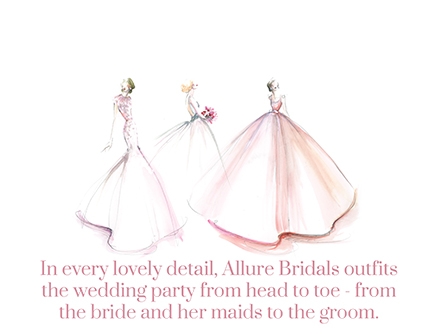 In every lovely detail, Allure Bridals outfits
the wedding party from head to toe - from
the bride and her maids to the groom.